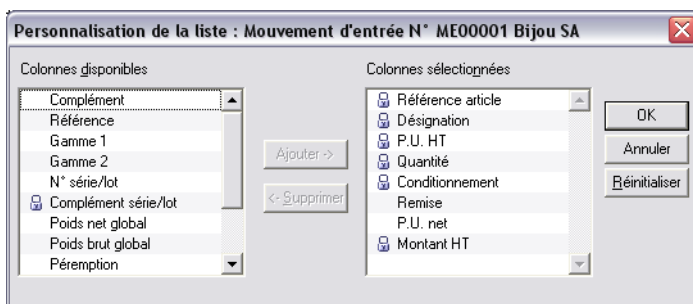 Personnalisation de la liste : Mouvement d'entrée N° ME00001 Bijou SA
Colonnes disponibles
Complément
Référence
Gamme 1
Gamme 2
N° série/lot
Complément série/lot
Poids net global
Poids brut global
Péremption
Ajouter ->
<- Supprimer
Colonnes sélectionnées
Référence article
Désignation
P.U. HT
Quantité
Conditionnement
Remise
P.U. net
Montant HT
OK
Annuler
Réinitialiser